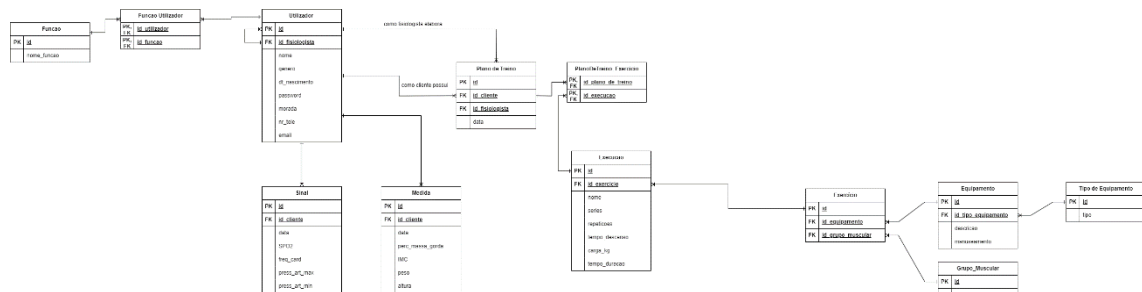 Funcao
PK id
nome_funcao
Funcao Utilizador
PK, FK id_utilizador
PK, FK id_funcao
Utilizador
PK id
FK id_fisiologista
nome
genero
dt_nascimento
password
morada
nr_tele
email
como fisiologista elabora
como cliente possui
Plano de Treino
PK id
FK id_cliente
FK id_fisiologista
data
PK, FK id_plano_de_treino
PK, FK id_execucao
Execucao
PK id
FK id_exercicio
nome
series
repeticoes
tempo_descanso
carga_kg
tempo_duracao
Sinal
PK id
FK id_cliente
data
SPO2
freq_card
press_art_max
press_art_min
Medida
PK id
FK id_cliente
data
perc_massa_gorda
IMC
peso
altura
Exercicio
PK id
FK id_equipamento
FK id_grupo_muscular
Equipamento
PK id
FK id_tipo_equipamento
descricao
Tipo de Equipamento
PK id
tipo
Grupo_Muscular
PK id